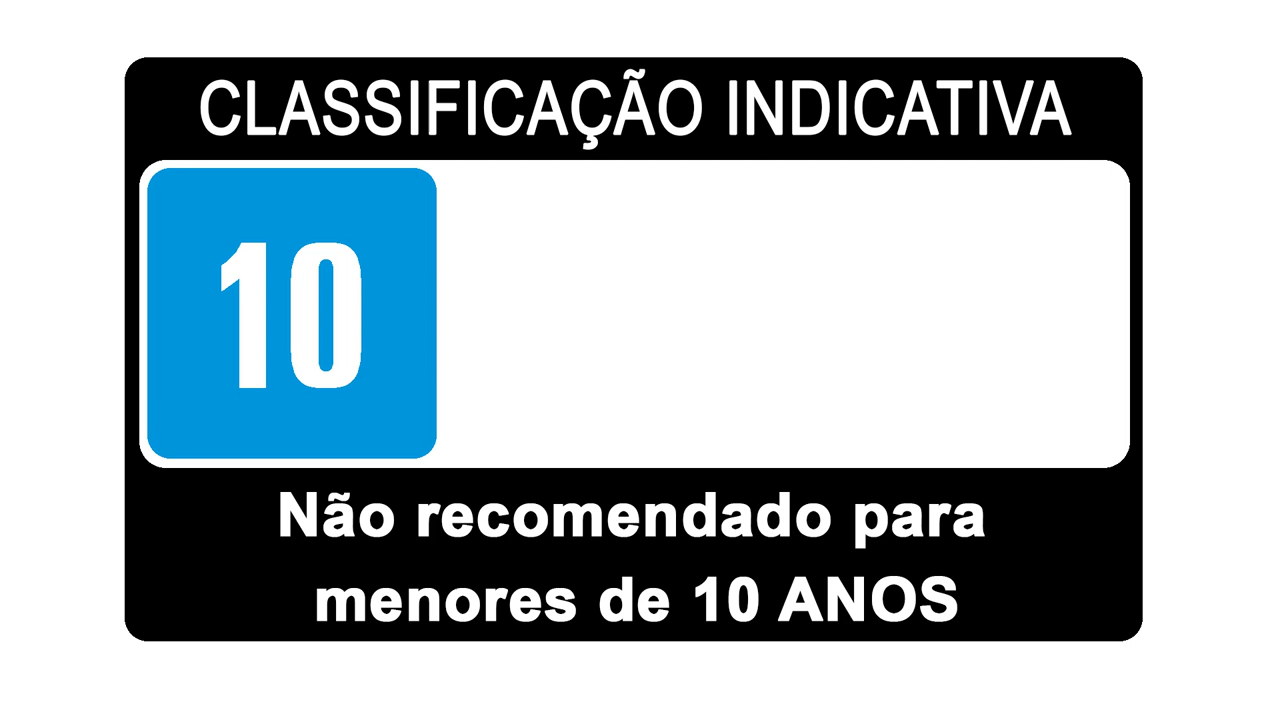 CLASSIFICAÇÃO INDICATIVA
10
Não recomendado para
menores de 10 ANOS